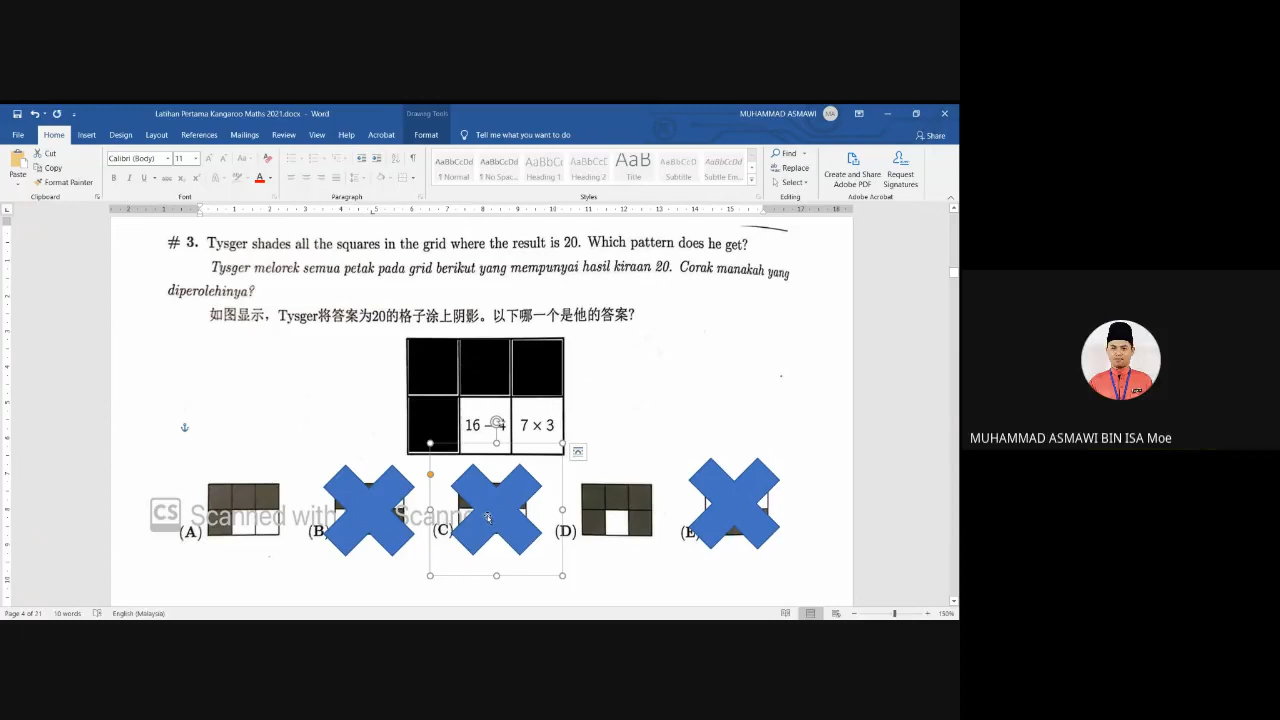 Latihan Pertama Kangaroo Maths 2021.docx - Word
Drawing Tools
MUHAMMAD ASMAWI
MA
File Home Insert Design Layout References Mailings Review View Help Acrobat Format Tell me what you want to do Share
Paste
Cut
Copy
Format Painter
Calibri (Body) 11
AaBbCcDd AaBbCcDd AaBbCc AaBbCcE AaB AaBbCcD AaBbCcDd
¶ Normal ¶ No Spac... Heading 1 Heading 2 Title Subtitle Subtle Em...
Find
Replace
Select
Create and Share Adobe PDF
Request Signatures
Clipboard Font Paragraph Styles Editing Adobe Acrobat
# 3. Tysger shades all the squares in the grid where the result is 20. Which pattern does he get?
Tysger melorek semua petak pada grid berikut yang mempunyai hasil kiraan 20. Corak manakah yang
diperolehinya?
如图显示，Tysger将答案为20的格子涂上阴影。以下哪一个是他的答案？
16 – 4 7 × 3
CS Scanned with Scanne
(A) (B) (C) (D) (E)
MUHAMMAD ASMAWI BIN ISA Moe
Page 4 of 21 10 words English (Malaysia) 150%